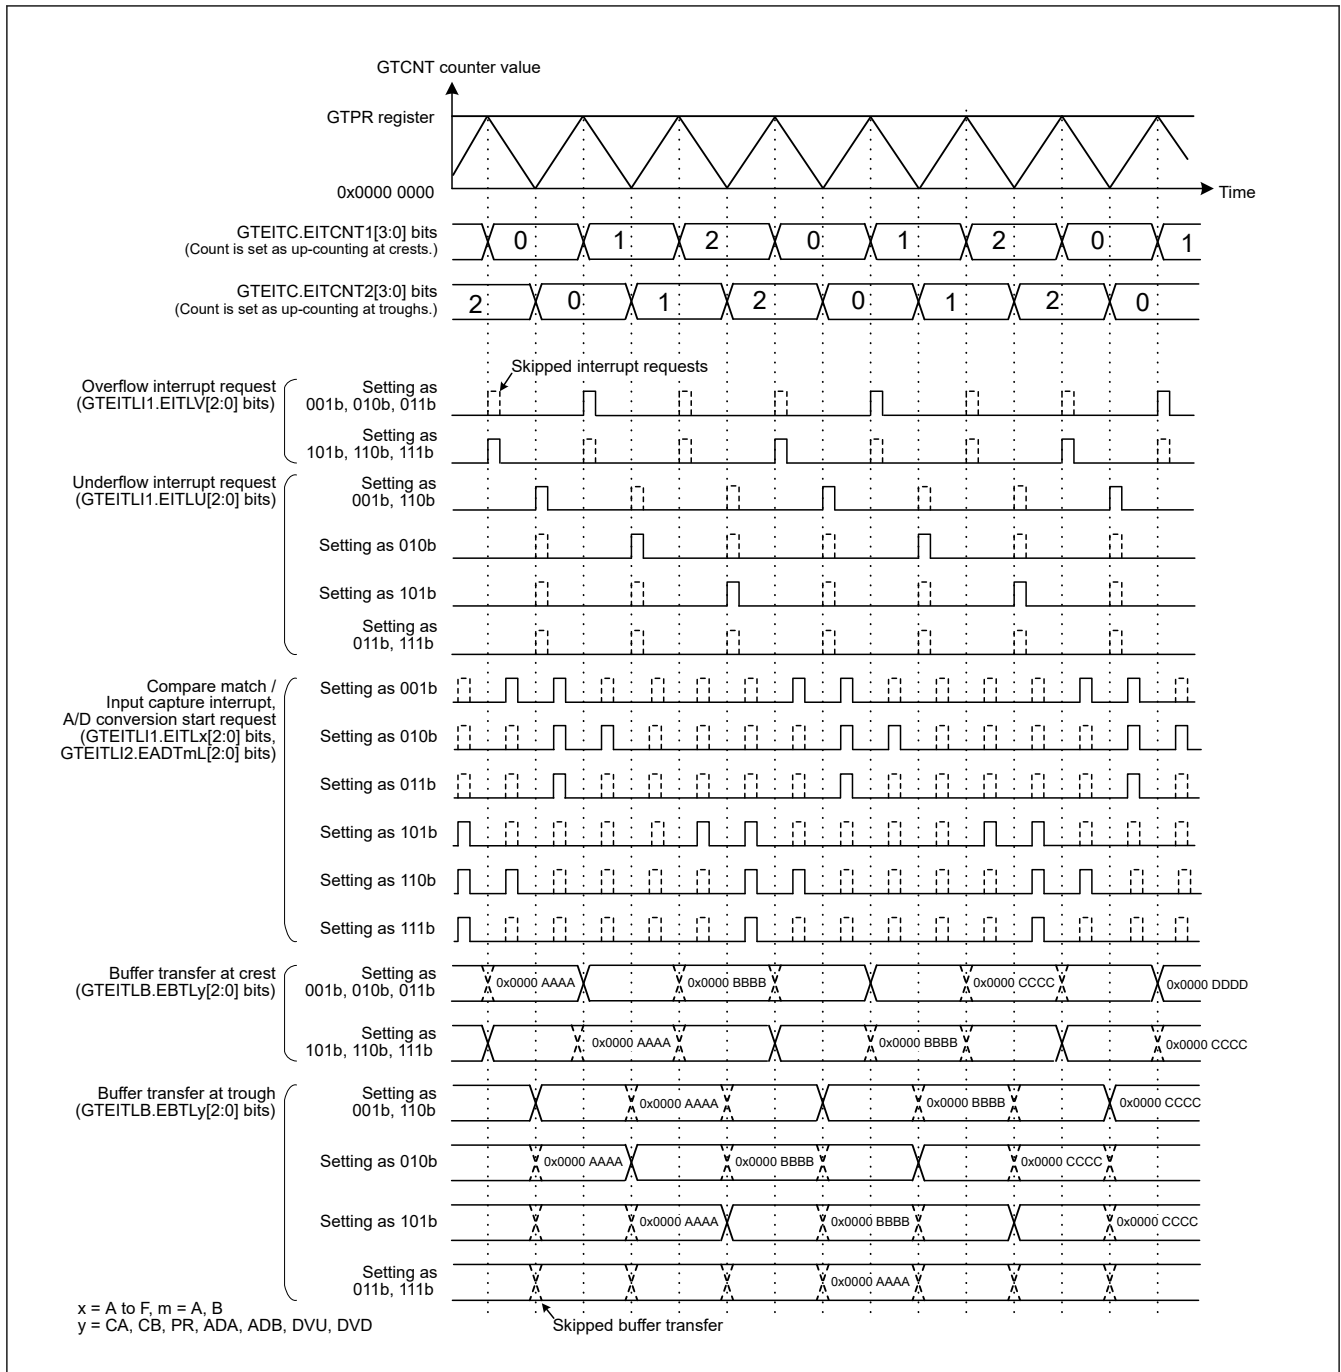 GTCNT counter value
GTPR register
0x0000 0000
Time
GTEITC.EITCNT1[3:0] bits
(Count is set as up-counting at crests.)
0 1 2 0 1 2 0 1
GTEITC.EITCNT2[3:0] bits
(Count is set as up-counting at troughs.)
2 0 1 2 0 1 2 0
Skipped interrupt requests
Overflow interrupt request
(GTEITLI1.EITLV[2:0] bits)
Setting as
001b, 010b, 011b
Setting as
101b, 110b, 111b
Underflow interrupt request
(GTEITLI1.EITLU[2:0] bits)
Setting as
001b, 110b
Setting as 010b
Setting as 101b
Setting as
011b, 111b
Compare match /
Input capture interrupt,
A/D conversion start request
(GTEITLI1.EITLx[2:0] bits,
GTEITLI2.EADTmL[2:0] bits)
Setting as 001b
Setting as 010b
Setting as 011b
Setting as 101b
Setting as 110b
Setting as 111b
Buffer transfer at crest
(GTEITLB.EBTLy[2:0] bits)
Setting as
001b, 010b, 011b
0x0000 AAAA 0x0000 BBBB 0x0000 CCCC 0x0000 DDDD
Setting as
101b, 110b, 111b
0x0000 AAAA 0x0000 BBBB 0x0000 CCCC
Buffer transfer at trough
(GTEITLB.EBTLy[2:0] bits)
Setting as
001b, 110b
0x0000 AAAA 0x0000 BBBB 0x0000 CCCC
Setting as 010b
0x0000 AAAA 0x0000 BBBB 0x0000 CCCC
Setting as 101b
0x0000 AAAA 0x0000 BBBB 0x0000 CCCC
Setting as
011b, 111b
0x0000 AAAA
x = A to F, m = A, B
y = CA, CB, PR, ADA, ADB, DVU, DVD
Skipped buffer transfer